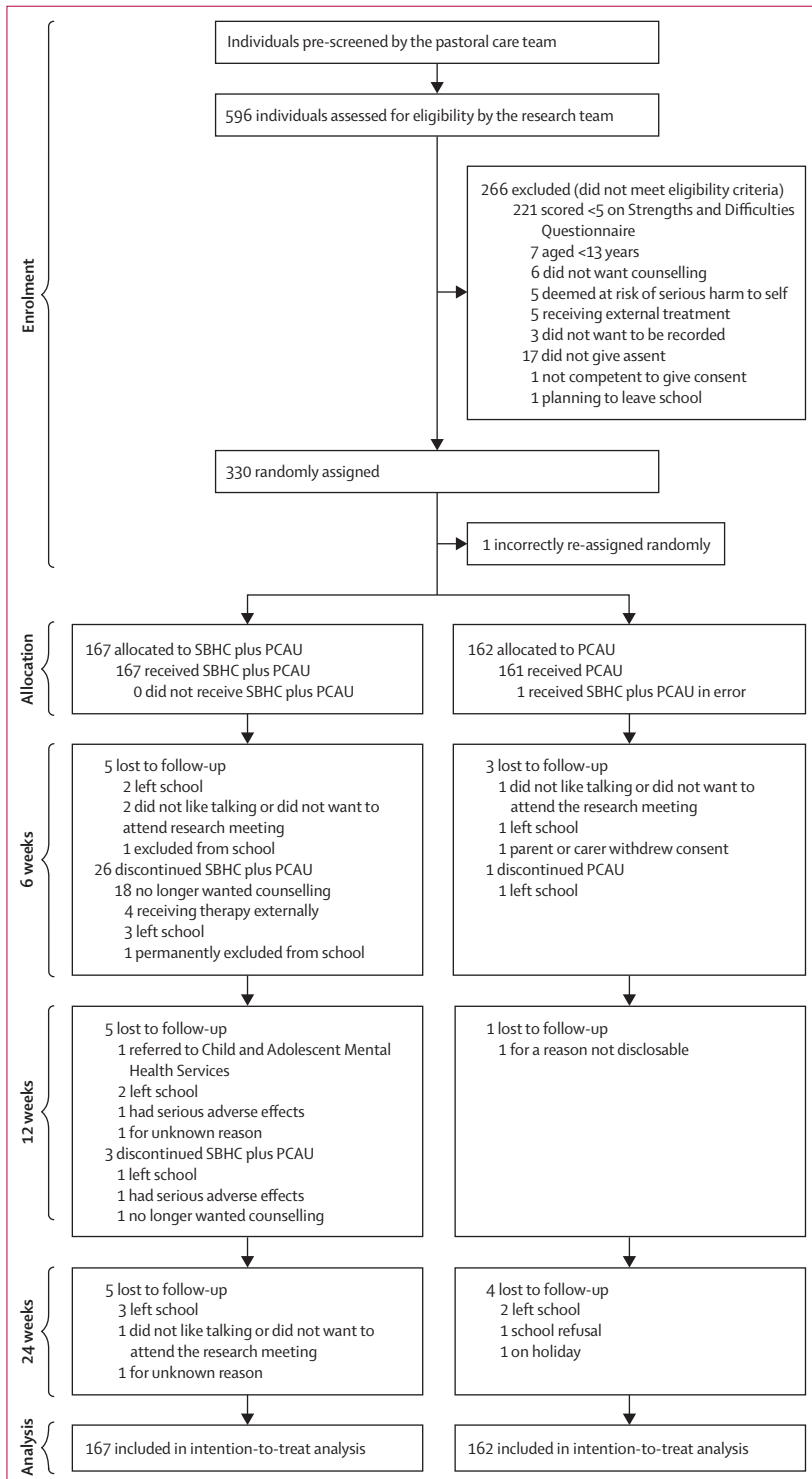 Enrolment
Individuals pre-screened by the pastoral care team
596 individuals assessed for eligibility by the research team
266 excluded (did not meet eligibility criteria)
221 scored <5 on Strengths and Difficulties
Questionnaire
7 aged <13 years
6 did not want counselling
5 deemed at risk of serious harm to self
5 receiving external treatment
3 did not want to be recorded
17 did not give assent
1 not competent to give consent
1 planning to leave school
330 randomly assigned
1 incorrectly re-assigned randomly
Allocation
167 allocated to SBHC plus PCAU
167 received SBHC plus PCAU
0 did not receive SBHC plus PCAU
162 allocated to PCAU
161 received PCAU
1 received SBHC plus PCAU in error
6 weeks
5 lost to follow-up
2 left school
2 did not like talking or did not want to
attend research meeting
1 excluded from school
26 discontinued SBHC plus PCAU
18 no longer wanted counselling
4 receiving therapy externally
3 left school
1 permanently excluded from school
3 lost to follow-up
1 did not like talking or did not want to
attend the research meeting
1 left school
1 parent or carer withdrew consent
1 discontinued PCAU
1 left school
12 weeks
5 lost to follow-up
1 referred to Child and Adolescent Mental
Health Services
2 left school
1 had serious adverse effects
1 for unknown reason
3 discontinued SBHC plus PCAU
1 left school
1 had serious adverse effects
1 no longer wanted counselling
1 lost to follow-up
1 for a reason not disclosable
24 weeks
5 lost to follow-up
3 left school
1 did not like talking or did not want to
attend the research meeting
1 for unknown reason
4 lost to follow-up
2 left school
1 school refusal
1 on holiday
Analysis
167 included in intention-to-treat analysis
162 included in intention-to-treat analysis